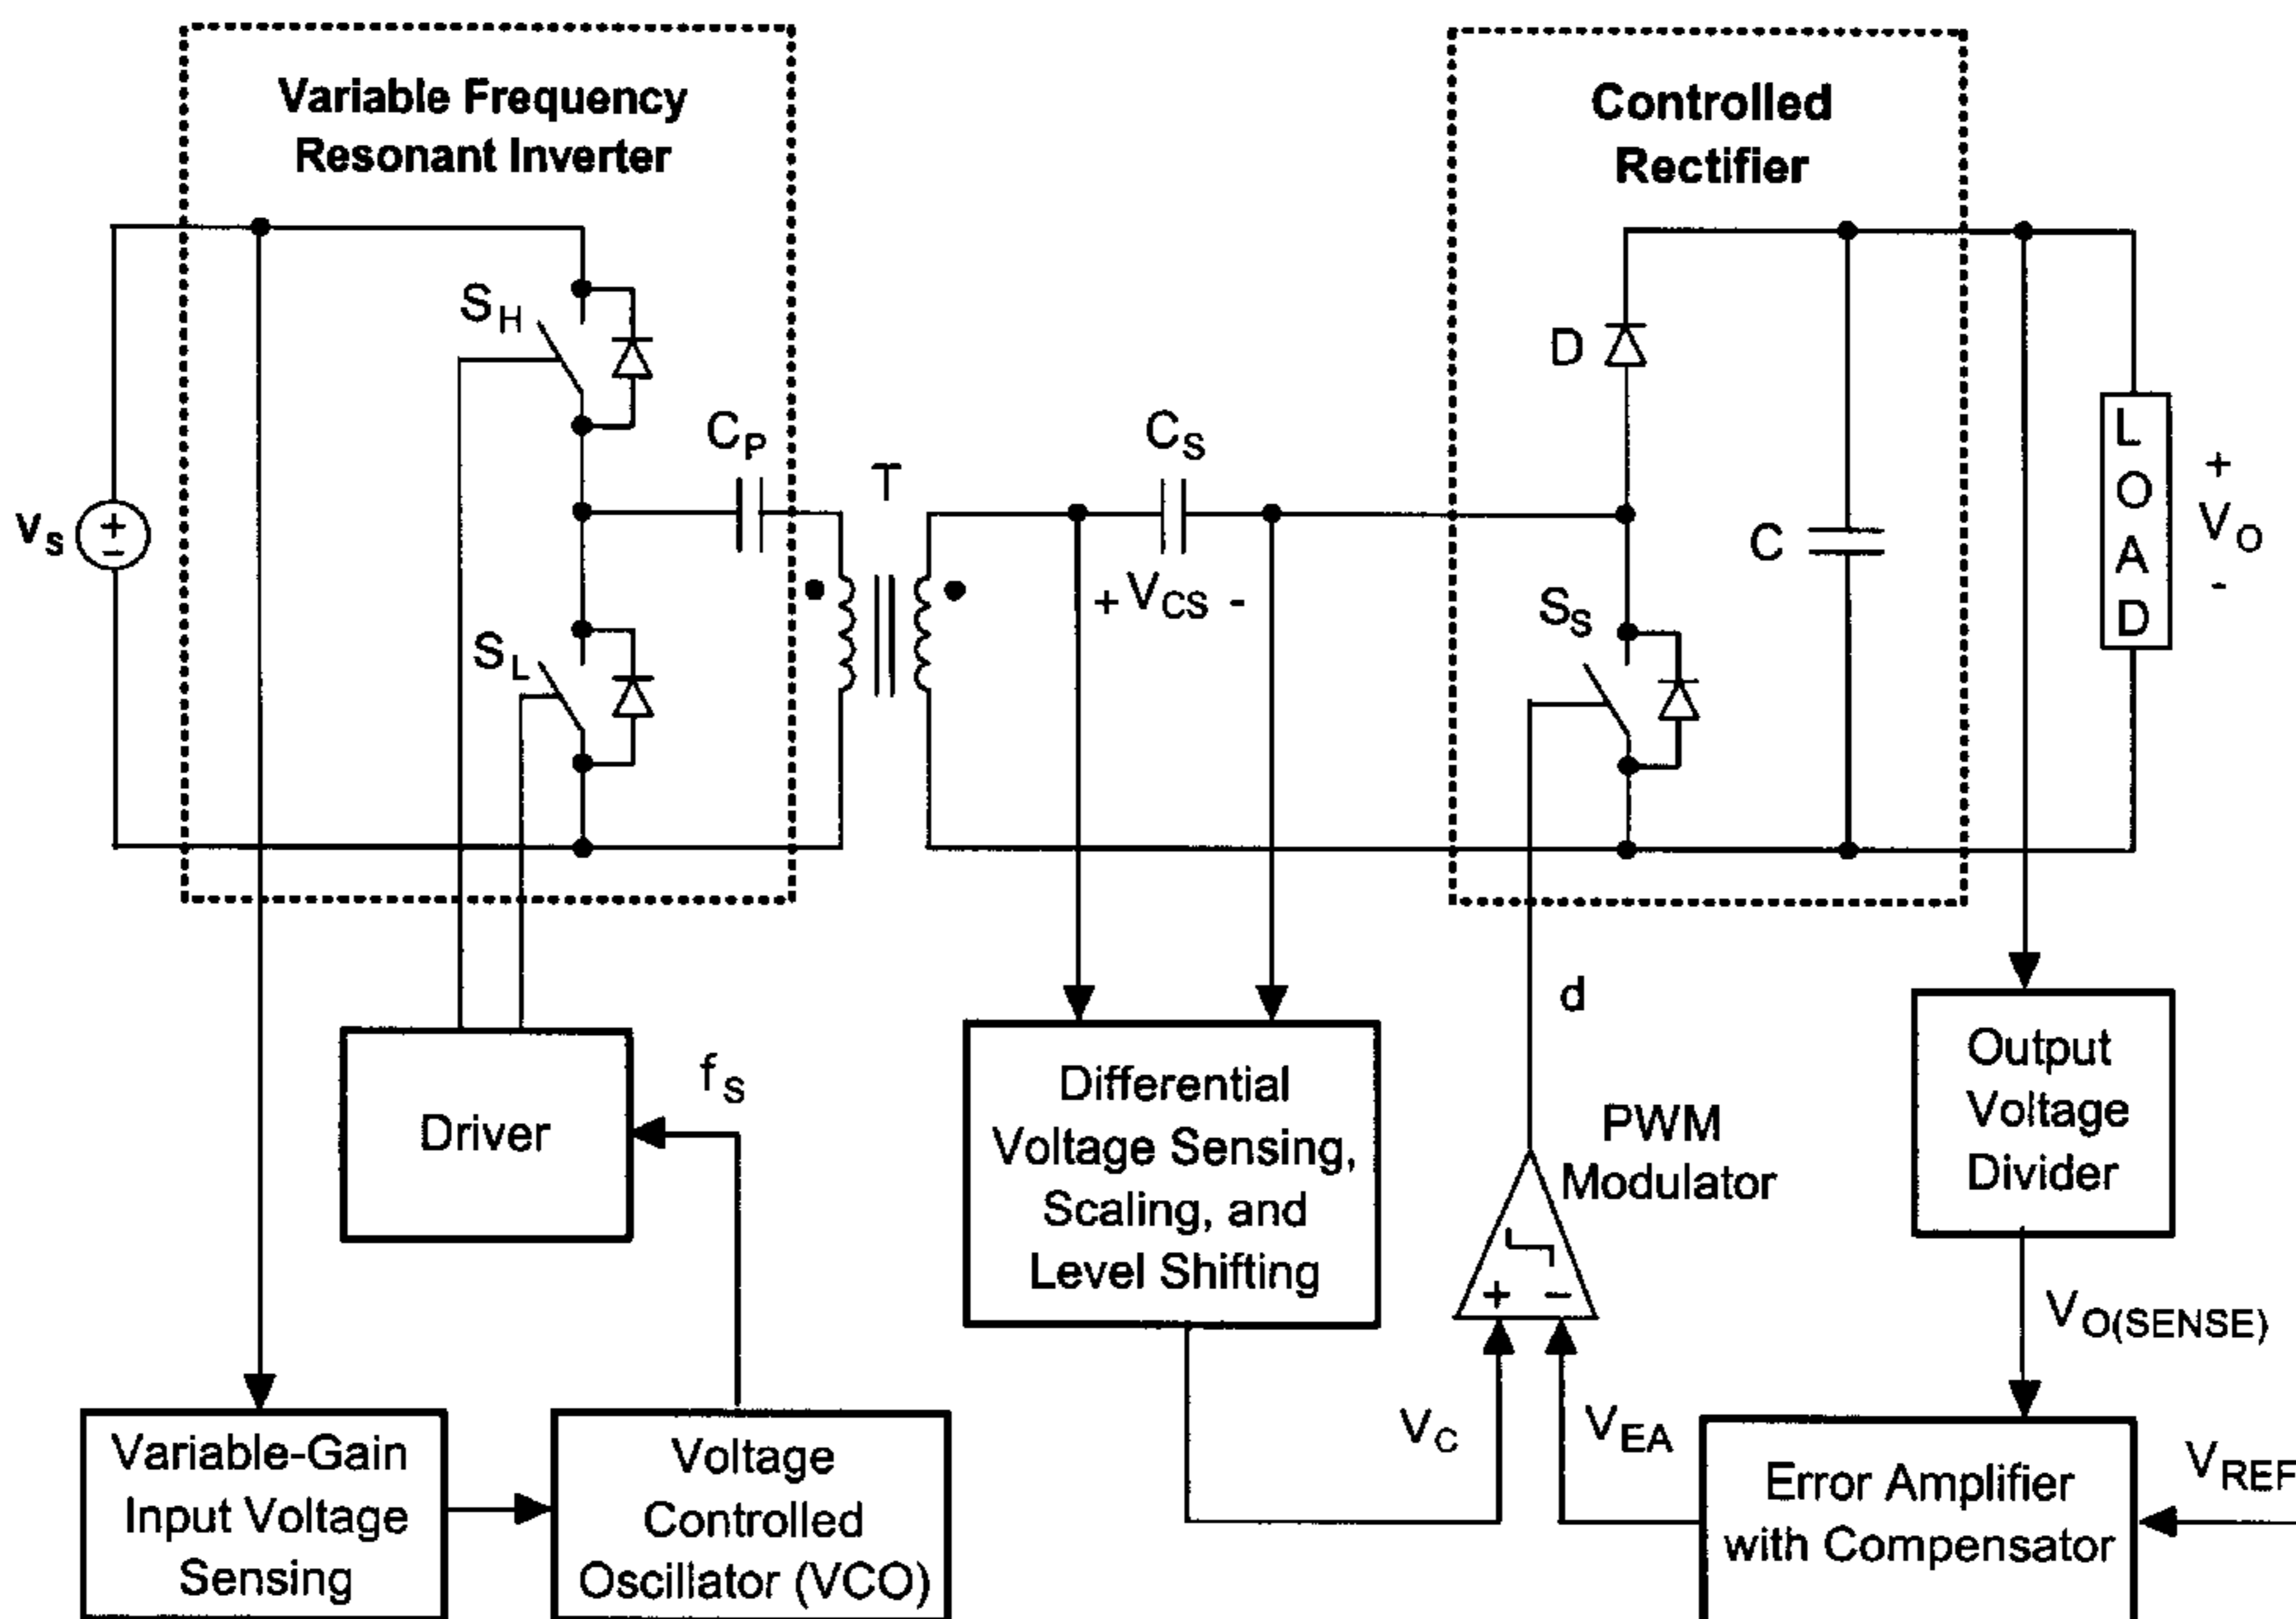 Variable Frequency
Resonant Inverter
Controlled
Rectifier
S_H
D
C_P
C_S
T
L
O
A
D
+
V_O
-
v_s
+
-
C
+ V_CS -
S_S
S_L
d
f_S
Driver
Differential
Voltage Sensing,
Scaling, and
Level Shifting
PWM
Modulator
+ -
Output
Voltage
Divider
V_O(SENSE)
V_C
V_EA
V_REF
Variable-Gain
Input Voltage
Sensing
Voltage
Controlled
Oscillator (VCO)
Error Amplifier
with Compensator